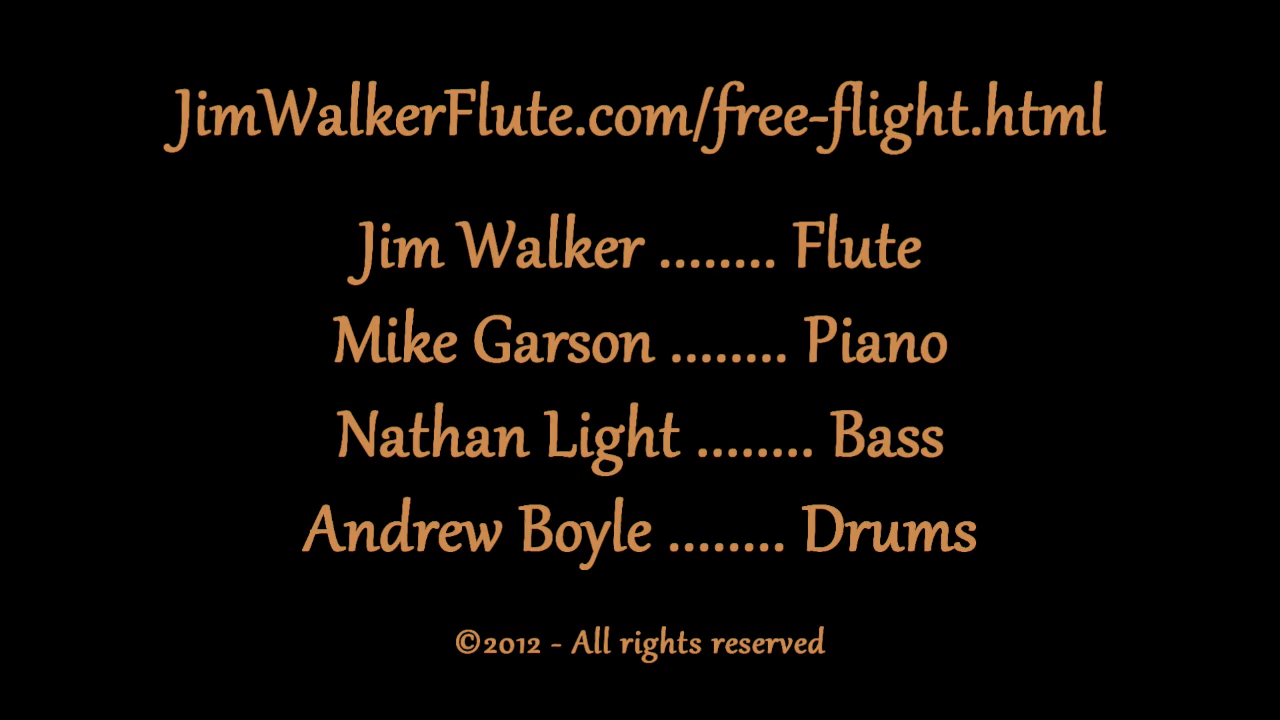 JimWalkerFlute.com/free-flight.html
Jim Walker ........ Flute
Mike Garson ........ Piano
Nathan Light ........ Bass
Andrew Boyle ........ Drums
©2012 - All rights reserved